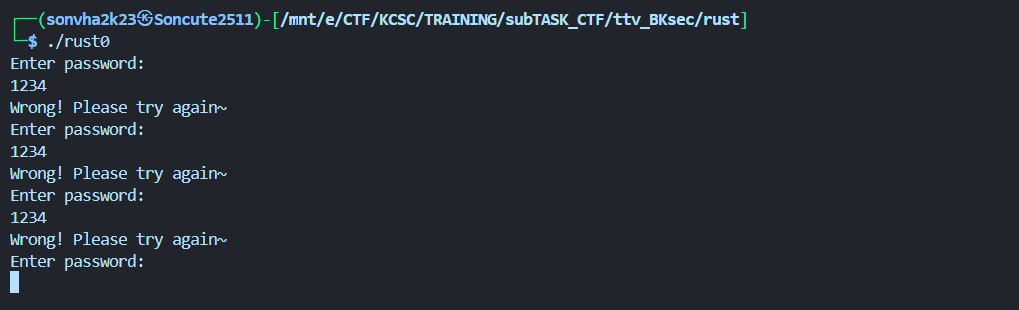 ┌──(sonvha2k23㉿Soncute2511)-[/mnt/e/CTF/KCSC/TRAINING/subTASK_CTF/ttv_BKsec/rust]
└─$ ./rust0
Enter password:
1234
Wrong! Please try again~
Enter password:
1234
Wrong! Please try again~
Enter password:
1234
Wrong! Please try again~
Enter password: